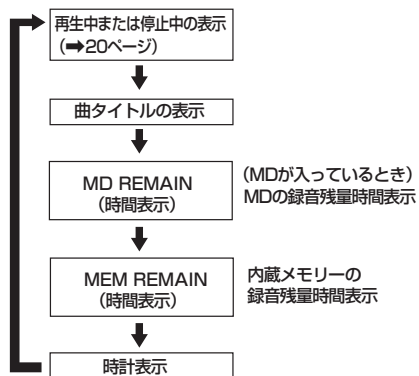 再生中または停止中の表示
(➡20ページ)
曲タイトルの表示
MD REMAIN
(時間表示)
(MDが入っているとき)
MDの録音残量時間表示
MEM REMAIN
(時間表示)
内蔵メモリーの
録音残量時間表示
時計表示